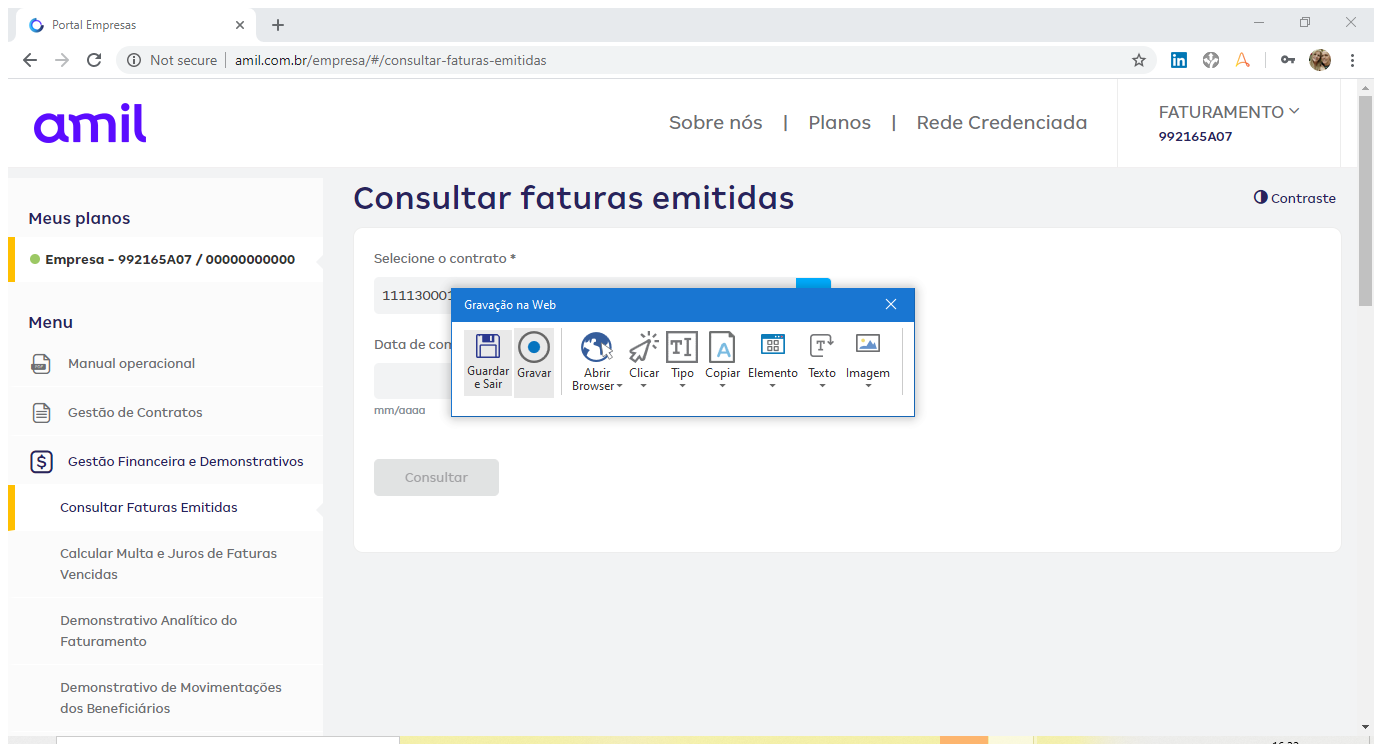 Portal Empresas
Not secure
amil.com.br/empresa/#/consultar-faturas-emitidas
amil
Sobre nós | Planos | Rede Credenciada
FATURAMENTO
992165A07
Meus planos
Empresa - 992165A07 / 00000000000
Menu
Manual operacional
Gestão de Contratos
Gestão Financeira e Demonstrativos
Consultar Faturas Emitidas
Calcular Multa e Juros de Faturas
Vencidas
Demonstrativo Analítico do
Faturamento
Demonstrativo de Movimentações
dos Beneficiários
Consultar faturas emitidas
Contraste
Selecione o contrato *
111130001
Data de com
mm/aaaa
Consultar
Gravação na Web
Guardar
e Sair
Gravar
Abrir
Browser
Clicar
Tipo
Copiar
Elemento
Texto
Imagem